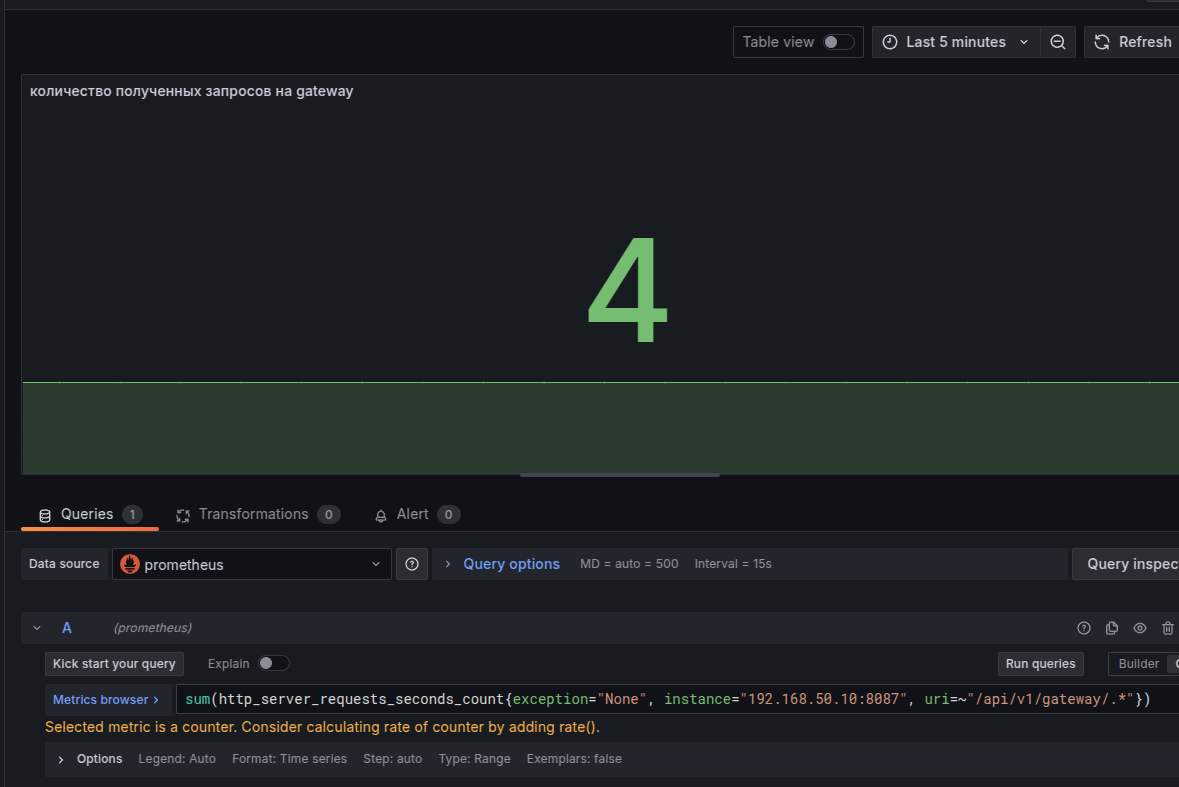 Table view Last 5 minutes Refresh
количество полученных запросов на gateway
4
Queries 1 Transformations 0 Alert 0
Data source prometheus Query options MD = auto = 500 Interval = 15s Query inspec
A (prometheus)
Kick start your query Explain Run queries Builder
Metrics browser > sum(http_server_requests_seconds_count{exception="None", instance="192.168.50.10:8087", uri=~"/api/v1/gateway/.*"})
Selected metric is a counter. Consider calculating rate of counter by adding rate().
Options Legend: Auto Format: Time series Step: auto Type: Range Exemplars: false